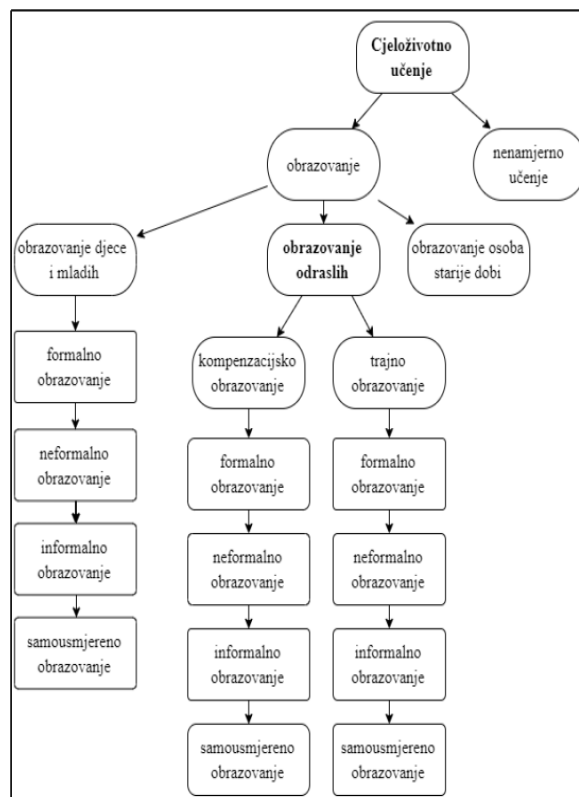 Cjeloživotno
učenje
obrazovanje
nenamjerno
učenje
obrazovanje djece
i mladih
obrazovanje
odraslih
obrazovanje osoba
starije dobi
formalno
obrazovanje
neformalno
obrazovanje
informalno
obrazovanje
samousmjereno
obrazovanje
kompenzacijsko
obrazovanje
formalno
obrazovanje
neformalno
obrazovanje
informalno
obrazovanje
samousmjereno
obrazovanje
trajno
obrazovanje
formalno
obrazovanje
neformalno
obrazovanje
informalno
obrazovanje
samousmjereno
obrazovanje